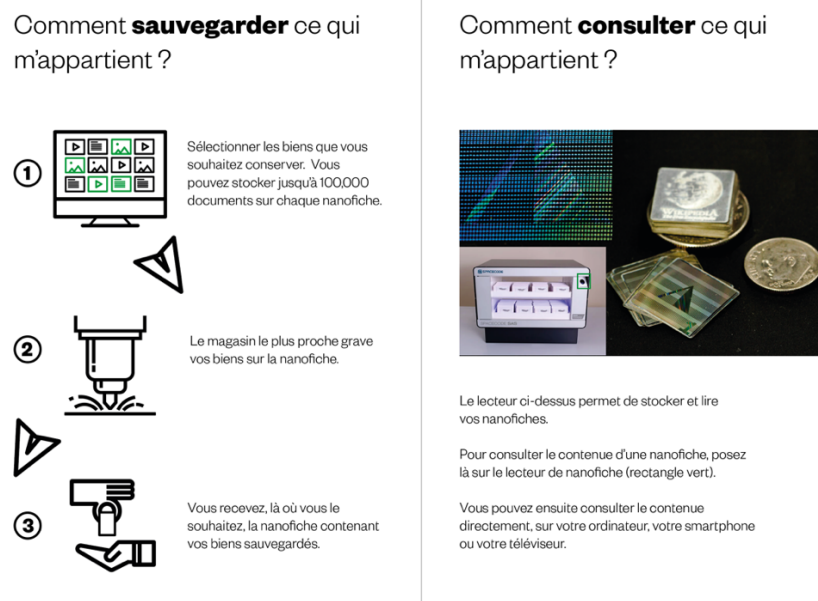 Comment sauvegarder ce qui
m'appartient ?
1
Sélectionner les biens que vous
souhaitez conserver. Vous
pouvez stocker jusqu'à 100,000
documents sur chaque nanofiche.
2
Le magasin le plus proche grave
vos biens sur la nanofiche.
3
Vous recevez, là où vous le
souhaitez, la nanofiche contenant
vos biens sauvegardés.
Comment consulter ce qui
m'appartient ?
WIKIPEDIA
Le lecteur ci-dessus permet de stocker et lire
vos nanofiches.
Pour consulter le contenue d'une nanofiche, posez
là sur le lecteur de nanofiche (rectangle vert).
Vous pouvez ensuite consulter le contenue
directement, sur votre ordinateur, votre smartphone
ou votre téléviseur.